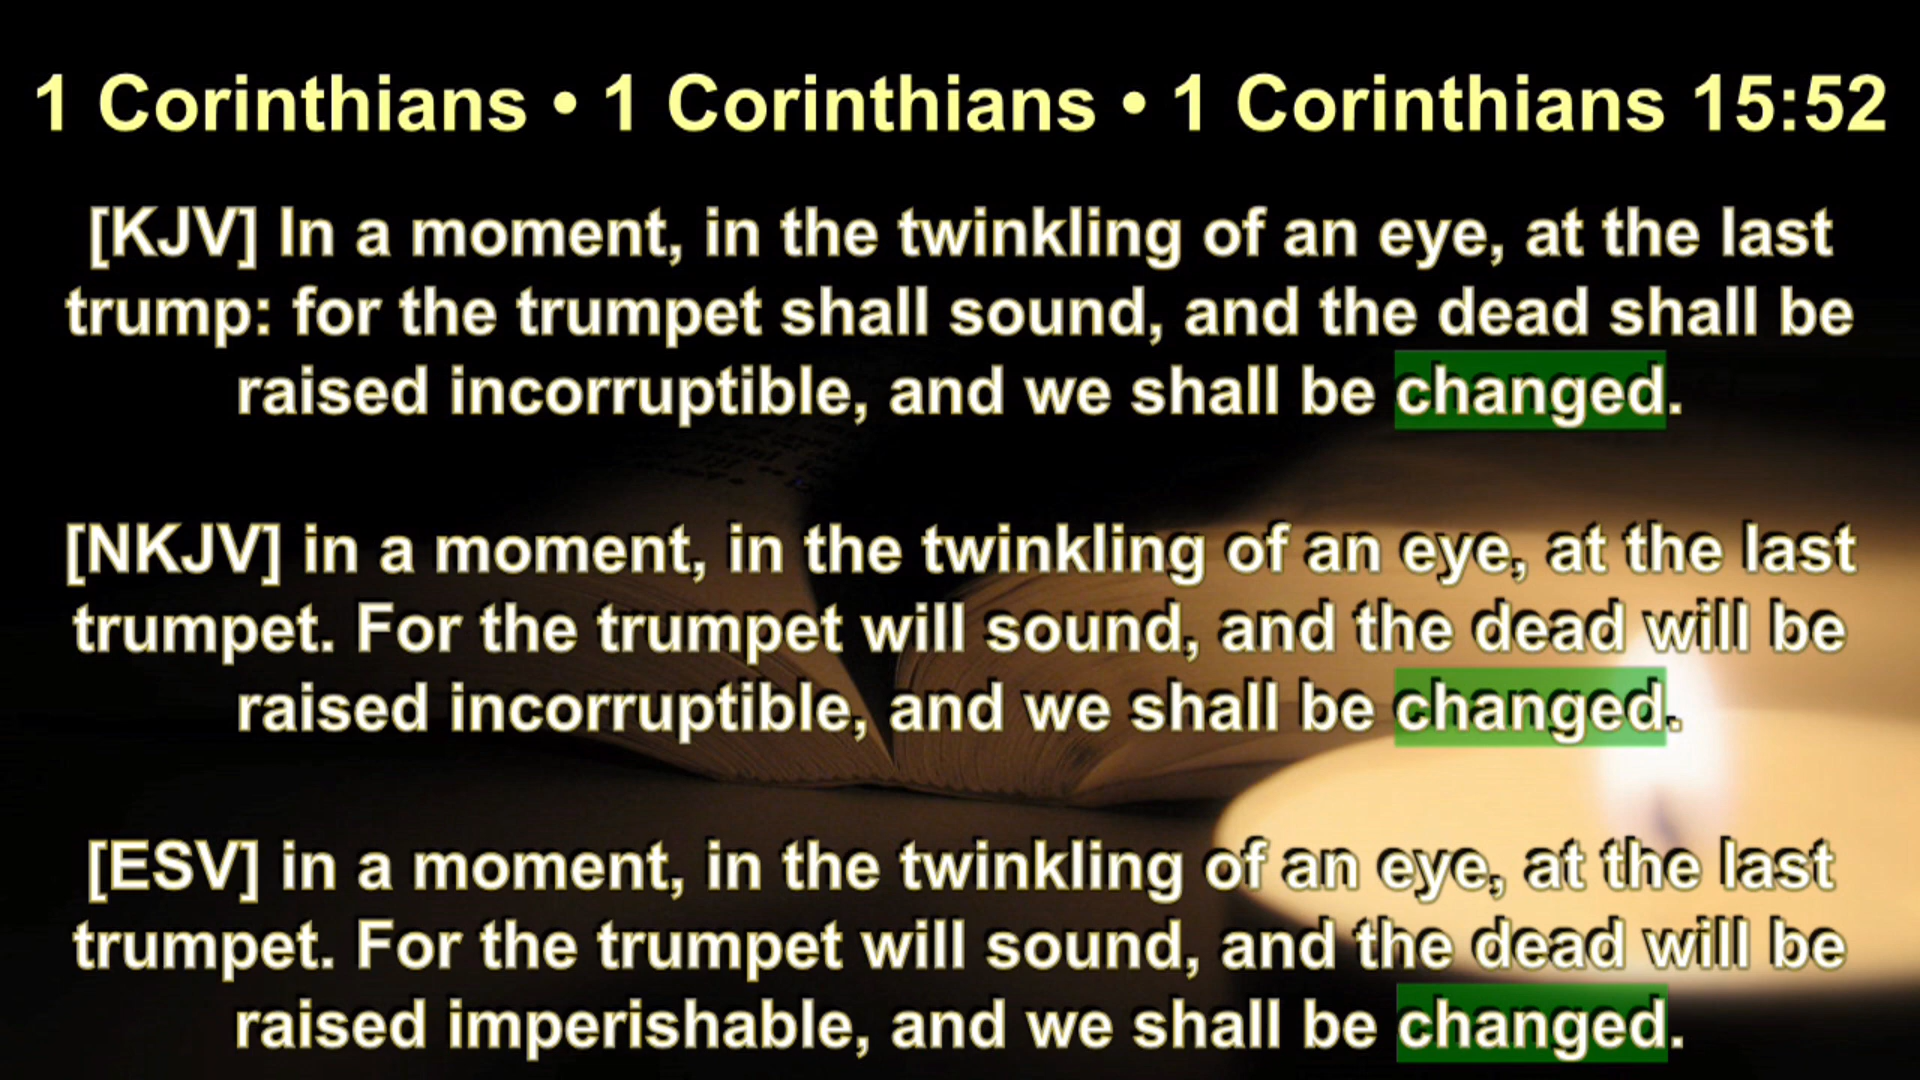 1 Corinthians • 1 Corinthians • 1 Corinthians 15:52
[KJV] In a moment, in the twinkling of an eye, at the last
trump: for the trumpet shall sound, and the dead shall be
raised incorruptible, and we shall be changed.
[NKJV] in a moment, in the twinkling of an eye, at the last
trumpet. For the trumpet will sound, and the dead will be
raised incorruptible, and we shall be changed.
[ESV] in a moment, in the twinkling of an eye, at the last
trumpet. For the trumpet will sound, and the dead will be
raised imperishable, and we shall be changed.